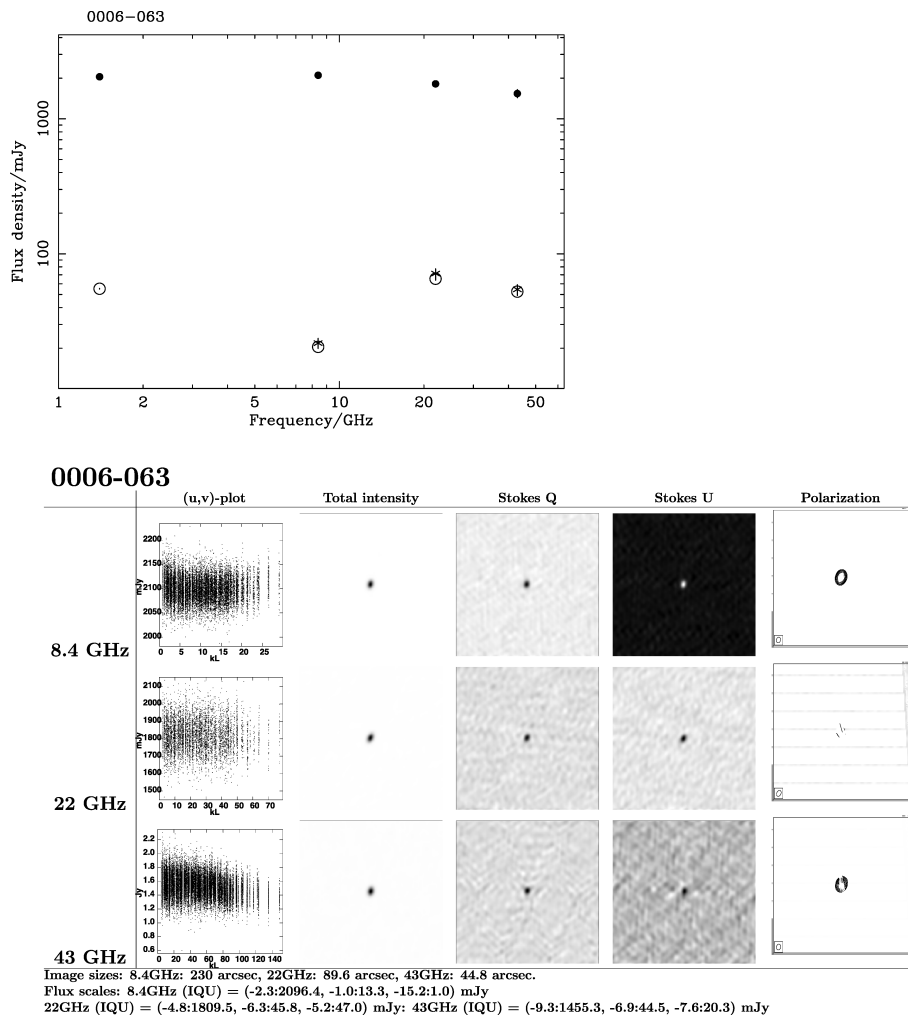 0006−063
1000
100
Flux density/mJy
1 2 5 10 20 50
Frequency/GHz
0006-063
(u,v)-plot Total intensity Stokes Q Stokes U Polarization
2200
2150
2100
2050
2000
mJy
0 5 10 15 20 25
kL
8.4 GHz
2100
2000
1900
1800
1700
1600
1500
mJy
0 10 20 30 40 50 60 70
kL
22 GHz
2.2
2.0
1.8
1.6
1.4
1.2
1.0
0.8
0.6
Jy
0 20 40 60 80 100 120 140
kL
43 GHz
Image sizes: 8.4GHz: 230 arcsec, 22GHz: 89.6 arcsec, 43GHz: 44.8 arcsec.
Flux scales: 8.4GHz (IQU) = (-2.3:2096.4, -1.0:13.3, -15.2:1.0) mJy
22GHz (IQU) = (-4.8:1809.5, -6.3:45.8, -5.2:47.0) mJy: 43GHz (IQU) = (-9.3:1455.3, -6.9:44.5, -7.6:20.3) mJy